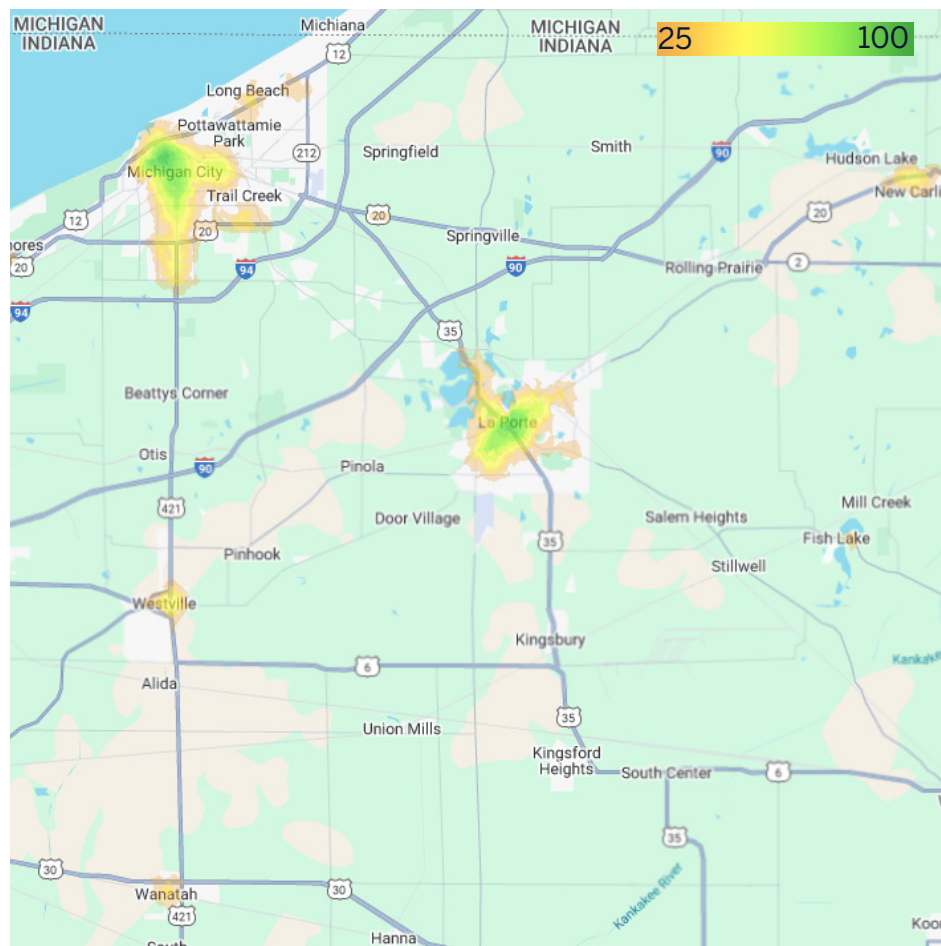 MICHIGAN
INDIANA
Michiana
MICHIGAN
INDIANA
25
100
12
Long Beach
Pottawattamie
Park
212
Springfield
Smith
90
Hudson Lake
Michigan City
Trail Creek
New Carli
12
20
20
20
Springville
20
94
90
Rolling Prairie
2
94
35
Beattys Corner
La Porte
Otis
90
Pinola
421
Door Village
Salem Heights
Mill Creek
35
Fish Lake
Pinhook
Stillwell
Westville
Kingsbury
6
Kankake
Alida
35
Union Mills
Kingsford
Heights
South Center
6
35
30
Wanatah
30
421
Kankakee River
Hanna
South
Koo